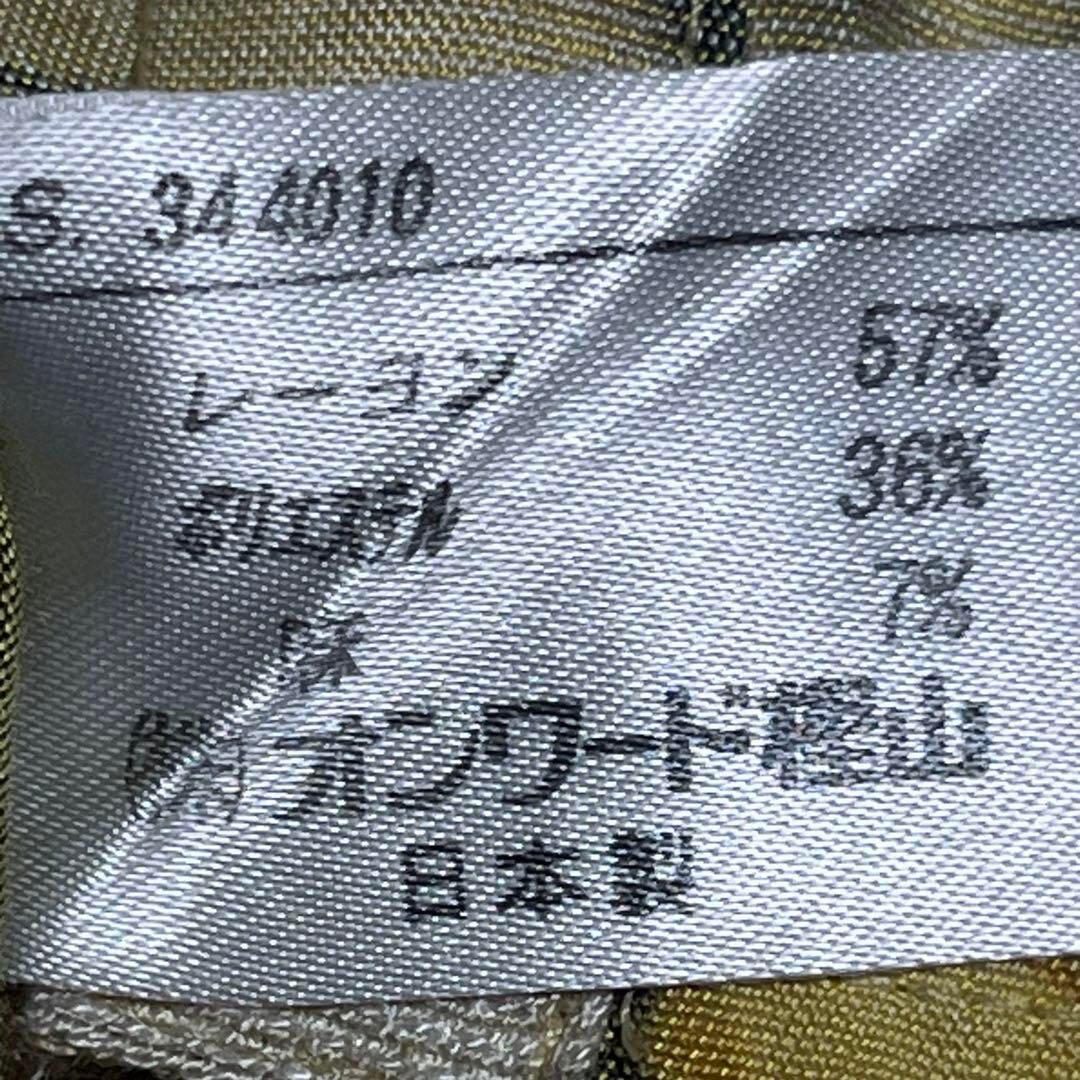 S. 344010
レーヨン 57%
ポリエステル 36%
麻 7%
㈱オンワード樫山
日本製